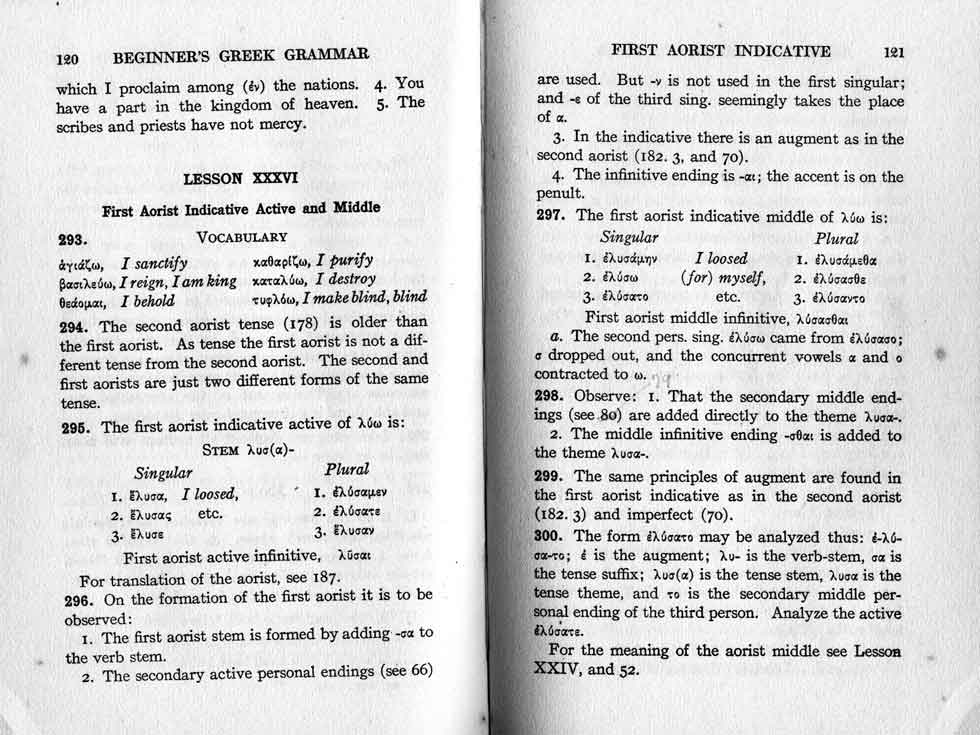 120 BEGINNER'S GREEK GRAMMAR
which I proclaim among (ἐν) the nations. 4. You
have a part in the kingdom of heaven. 5. The
scribes and priests have not mercy.
LESSON XXXVI
First Aorist Indicative Active and Middle
293. VOCABULARY
ἁγιάζω, I sanctify καθαρίζω, I purify
βασιλεύω, I reign, I am king καταλύω, I destroy
θεάομαι, I behold τυφλόω, I make blind, blind
294. The second aorist tense (178) is older than
the first aorist. As tense the first aorist is not a dif-
ferent tense from the second aorist. The second and
first aorists are just two different forms of the same
tense.
295. The first aorist indicative active of λύω is:
STEM λυσ(α)-
Singular Plural
1. ἔλυσα, I loosed, 1. ἐλύσαμεν
2. ἔλυσας etc. 2. ἐλύσατε
3. ἔλυσε 3. ἔλυσαν
First aorist active infinitive, λῦσαι
For translation of the aorist, see 187.
296. On the formation of the first aorist it is to be
observed:
1. The first aorist stem is formed by adding -σα to
the verb stem.
2. The secondary active personal endings (see 66)
FIRST AORIST INDICATIVE 121
are used. But -ν is not used in the first singular;
and -ε of the third sing. seemingly takes the place
of α.
3. In the indicative there is an augment as in the
second aorist (182. 3, and 70).
4. The infinitive ending is -αι; the accent is on the
penult.
297. The first aorist indicative middle of λύω is:
Singular Plural
1. ἐλυσάμην I loosed 1. ἐλυσάμεθα
2. ἐλύσω (for) myself, 2. ἐλύσασθε
3. ἐλύσατο etc. 3. ἐλύσαντο
First aorist middle infinitive, λύσασθαι
a. The second pers. sing. ἐλύσω came from ἐλύσασο;
σ dropped out, and the concurrent vowels α and ο
contracted to ω.
79
298. Observe: 1. That the secondary middle end-
ings (see 80) are added directly to the theme λυσα-.
2. The middle infinitive ending -σθαι is added to
the theme λυσα-.
299. The same principles of augment are found in
the first aorist indicative as in the second aorist
(182. 3) and imperfect (70).
300. The form ἐλύσατο may be analyzed thus: ἐ-λύ-
σα-το; ἐ is the augment; λυ- is the verb-stem, σα is
the tense suffix; λυσ(α) is the tense stem, λυσα is the
tense theme, and το is the secondary middle per-
sonal ending of the third person. Analyze the active
ἐλύσατε.
For the meaning of the aorist middle see Lesson
XXIV, and 52.